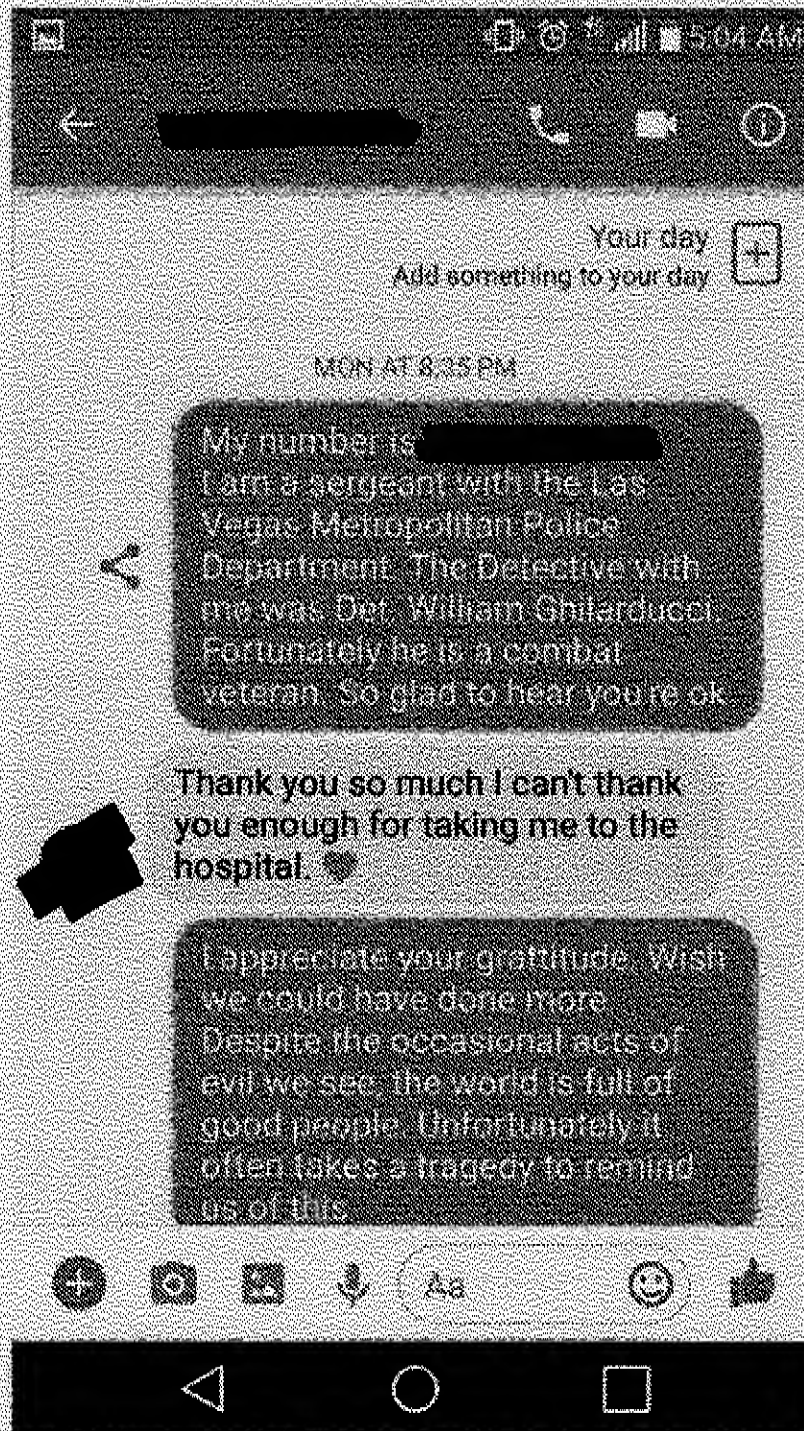 5:04 AM
Your day
Add something to your day
MON AT 8:35 PM
My number is
I am a sergeant with the Las
Vegas Metropolitan Police
Department. The Detective with
me was Det. William Ghilarducci.
Fortunately he is a combat
veteran. So glad to hear you're ok
Thank you so much I can't thank
you enough for taking me to the
hospital.
I appreciate your grattitude. Wish
we could have done more.
Despite the occasional acts of
evil we see, the world is full of
good people. Unfortunately it
often takes a tragedy to remind
us of this
Aa